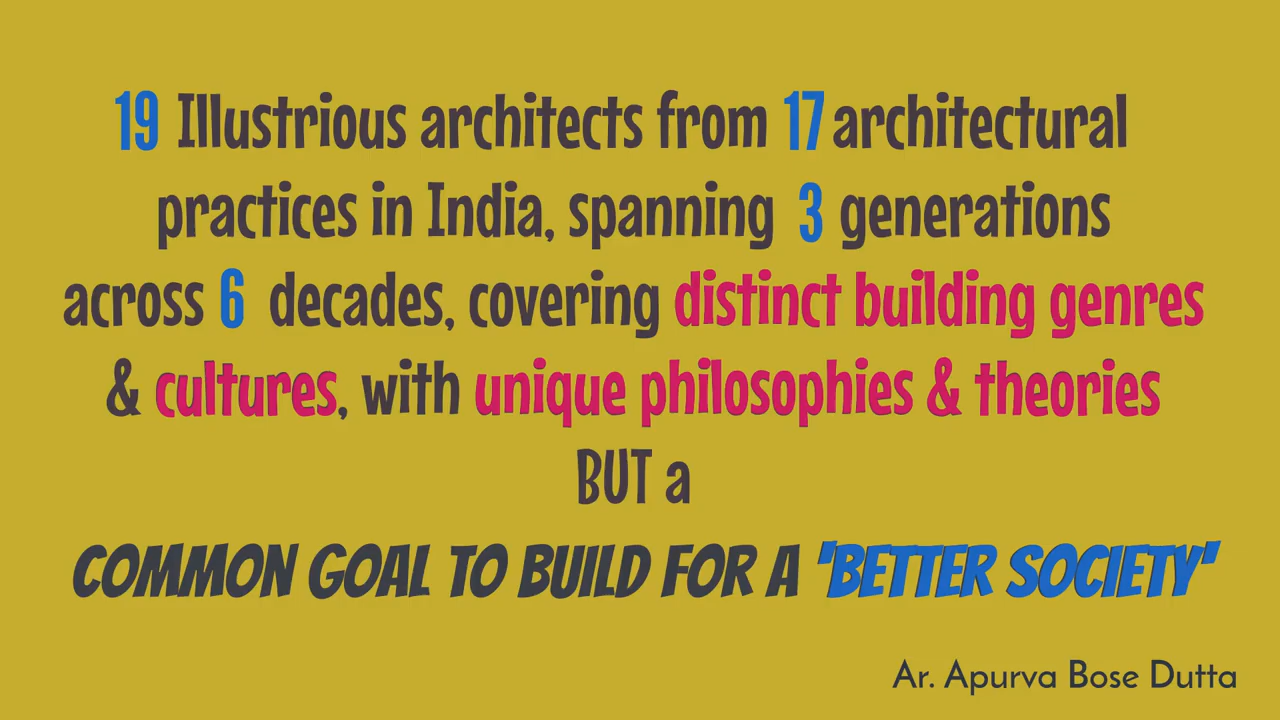 19 Illustrious architects from 17 architectural
practices in India, spanning 3 generations
across 6 decades, covering distinct building genres
& cultures, with unique philosophies & theories
BUT a
COMMON GOAL TO BUILD FOR A 'BETTER SOCIETY'
Ar. Apurva Bose Dutta